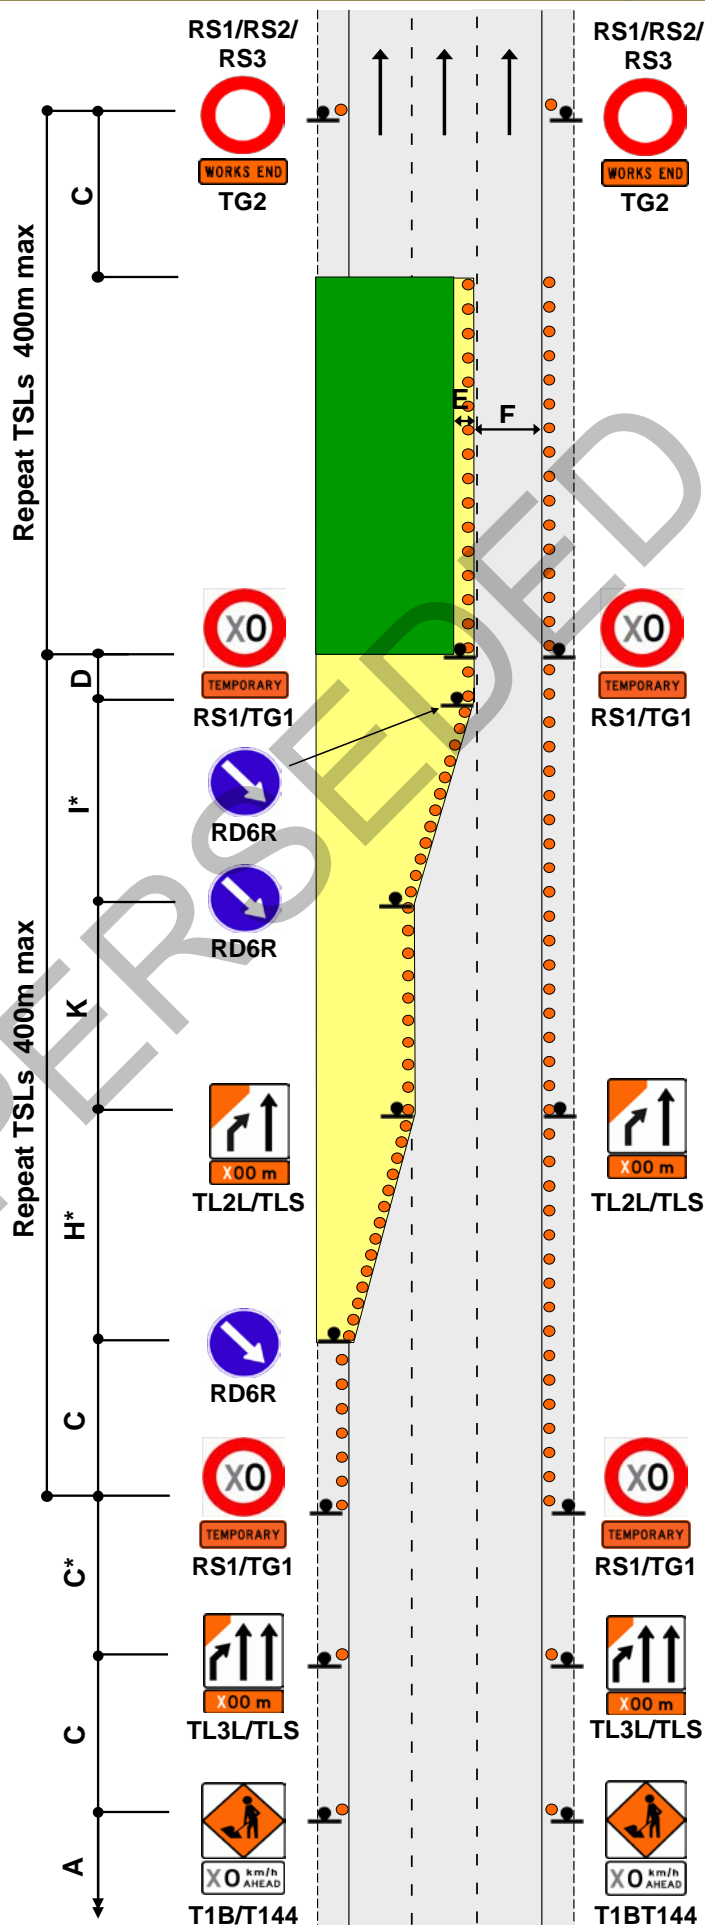 RS1/RS2/
RS3
WORKS END
TG2
RS1/RS2/
RS3
WORKS END
TG2
C
Repeat TSLs 400m max
E
F
X0
TEMPORARY
RS1/TG1
X0
TEMPORARY
RS1/TG1
D
RD6R
I*
RD6R
K
Repeat TSLs 400m max
X00 m
TL2L/TLS
X00 m
TL2L/TLS
H*
RD6R
C
X0
TEMPORARY
RS1/TG1
X0
TEMPORARY
RS1/TG1
C*
X00 m
TL3L/TLS
X00 m
TL3L/TLS
C
X0 km/h
AHEAD
T1B/T144
X0 km/h
AHEAD
T1BT144
A
PERSEDED